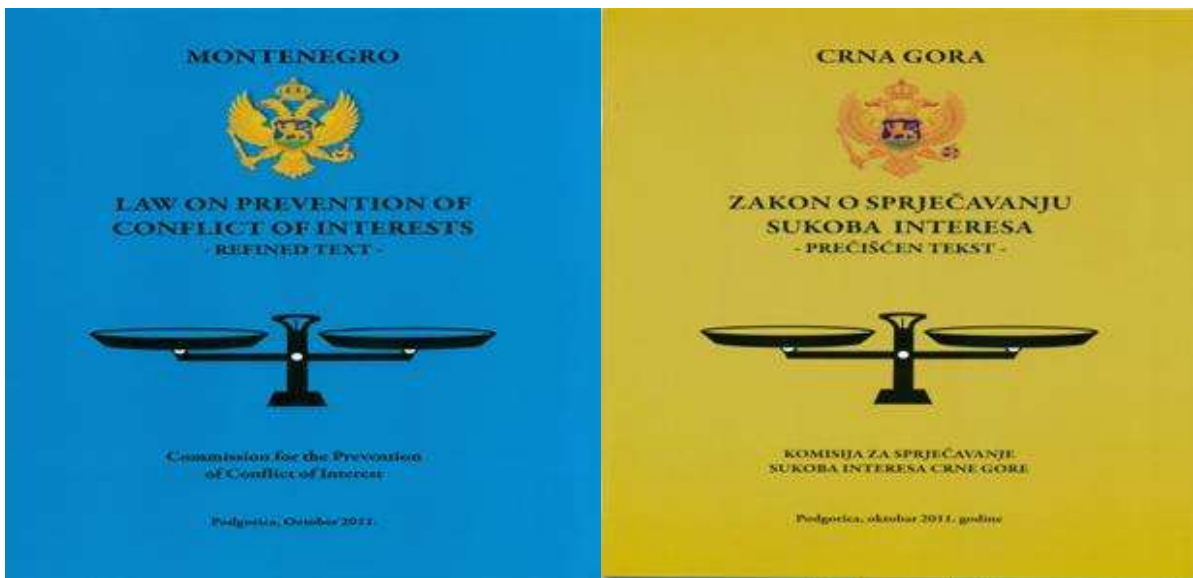 MONTENEGRO
LAW ON PREVENTION OF
CONFLICT OF INTERESTS
- REFINED TEXT -
Commission for the Prevention
of Conflict of Interest
Podgorica, October 2011.
CRNA GORA
ZAKON O SPRJEČAVANJU
SUKOBA INTERESA
- PREČIŠĆEN TEKST -
KOMISIJA ZA SPRJEČAVANJE
SUKOBA INTERESA CRNE GORE
Podgorica, oktobar 2011. godine